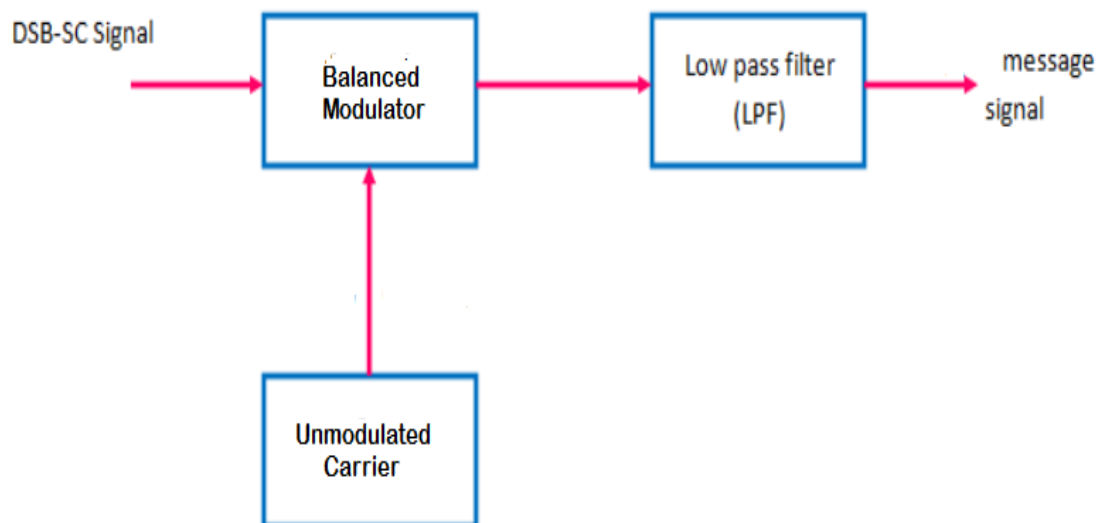 DSB-SC Signal
Balanced
Modulator
Low pass filter
(LPF)
message
signal
Unmodulated
Carrier